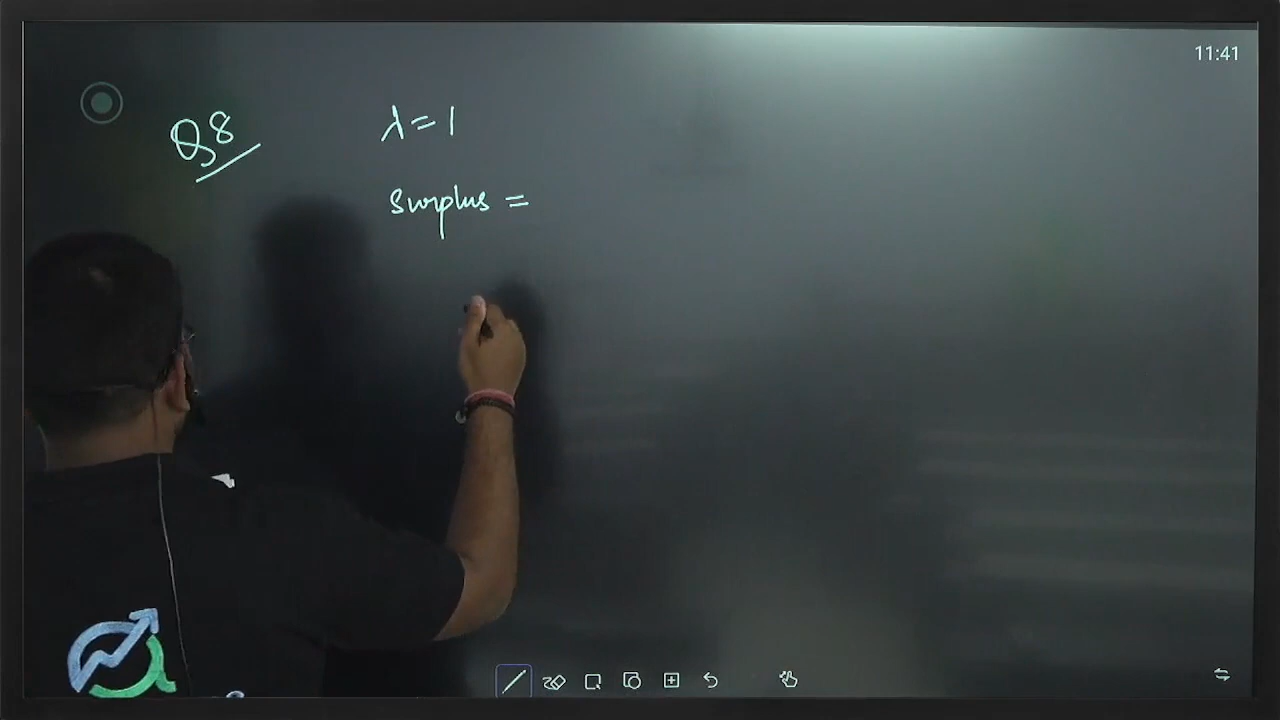 11:41
Q8
λ = 1
Surplus =